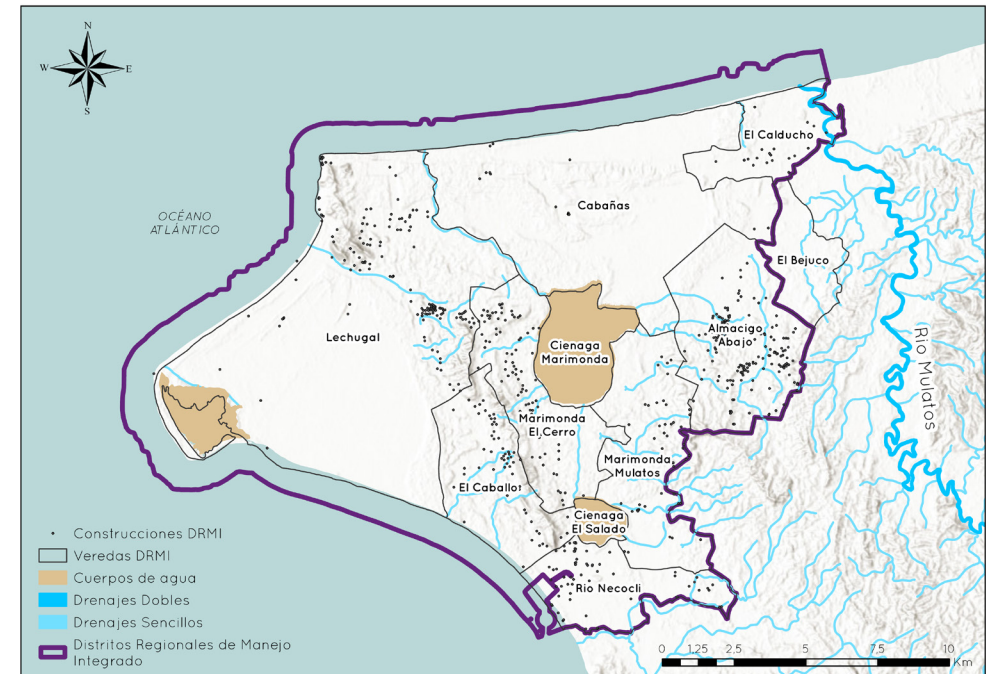 N
W
E
S
El Calducho
OCÉANO
ATLÁNTICO
Cabañas
El Bejuco
Lechugal
Almacigo
Abajo
Rio Mulatos
Cienaga
Marimonda
Marimonda
El Cerro
Marimonda
Mulatos
El Caballo
Cienaga
El Salado
Rio Necocli
Construcciones DRMI
Veredas DRMI
Cuerpos de agua
Drenajes Dobles
Drenajes Sencillos
Distritos Regionales de Manejo
Integrado
0 1,25 2,5 5 7,5 10
Km